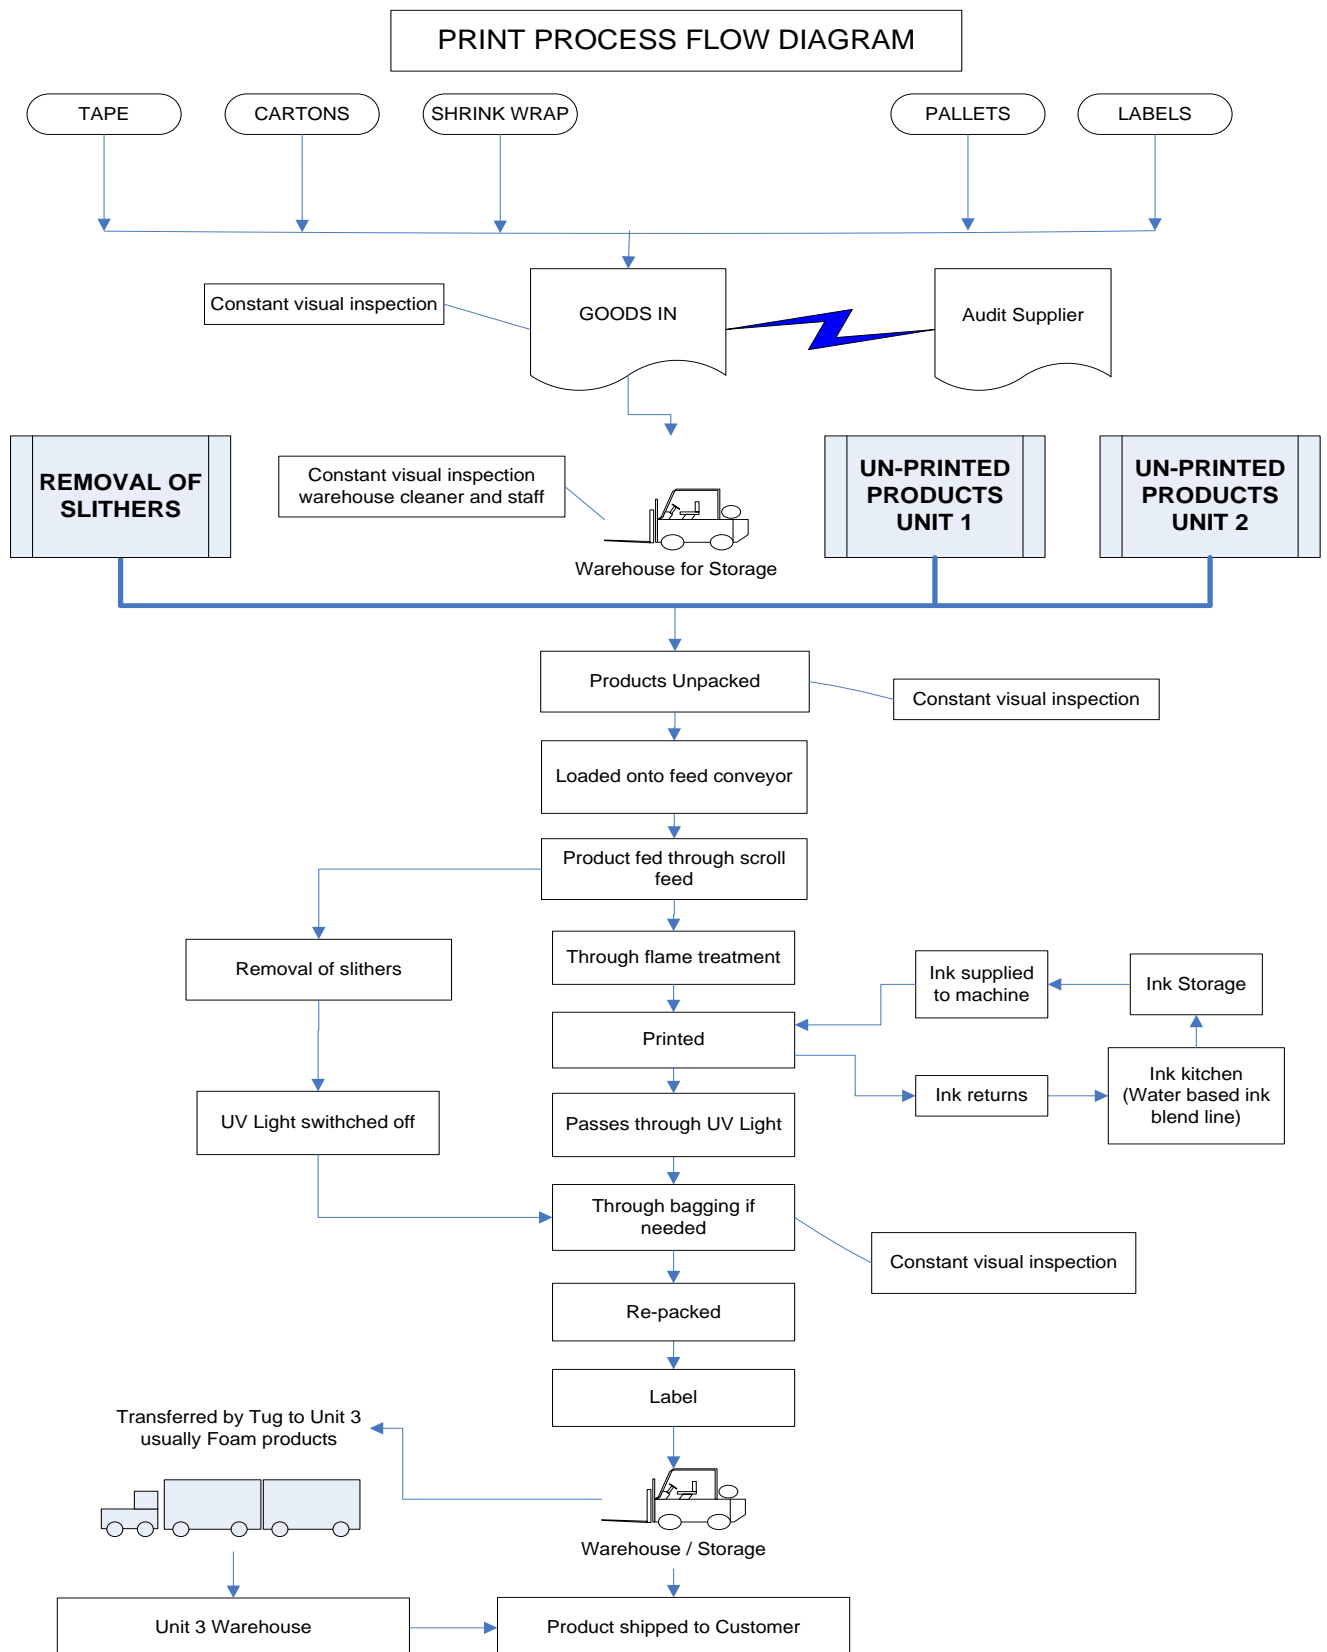 PRINT PROCESS FLOW DIAGRAM
TAPE
CARTONS
SHRINK WRAP
PALLETS
LABELS
Constant visual inspection
GOODS IN
Audit Supplier
REMOVAL OF
SLITHERS
Constant visual inspection
warehouse cleaner and staff
Warehouse for Storage
UN-PRINTED
PRODUCTS
UNIT 1
UN-PRINTED
PRODUCTS
UNIT 2
Products Unpacked
Constant visual inspection
Loaded onto feed conveyor
Product fed through scroll
feed
Removal of slithers
Through flame treatment
Ink supplied
to machine
Ink Storage
Printed
Ink returns
Ink kitchen
(Water based ink
blend line)
UV Light swithched off
Passes through UV Light
Through bagging if
needed
Constant visual inspection
Re-packed
Label
Transferred by Tug to Unit 3
usually Foam products
Warehouse / Storage
Unit 3 Warehouse
Product shipped to Customer